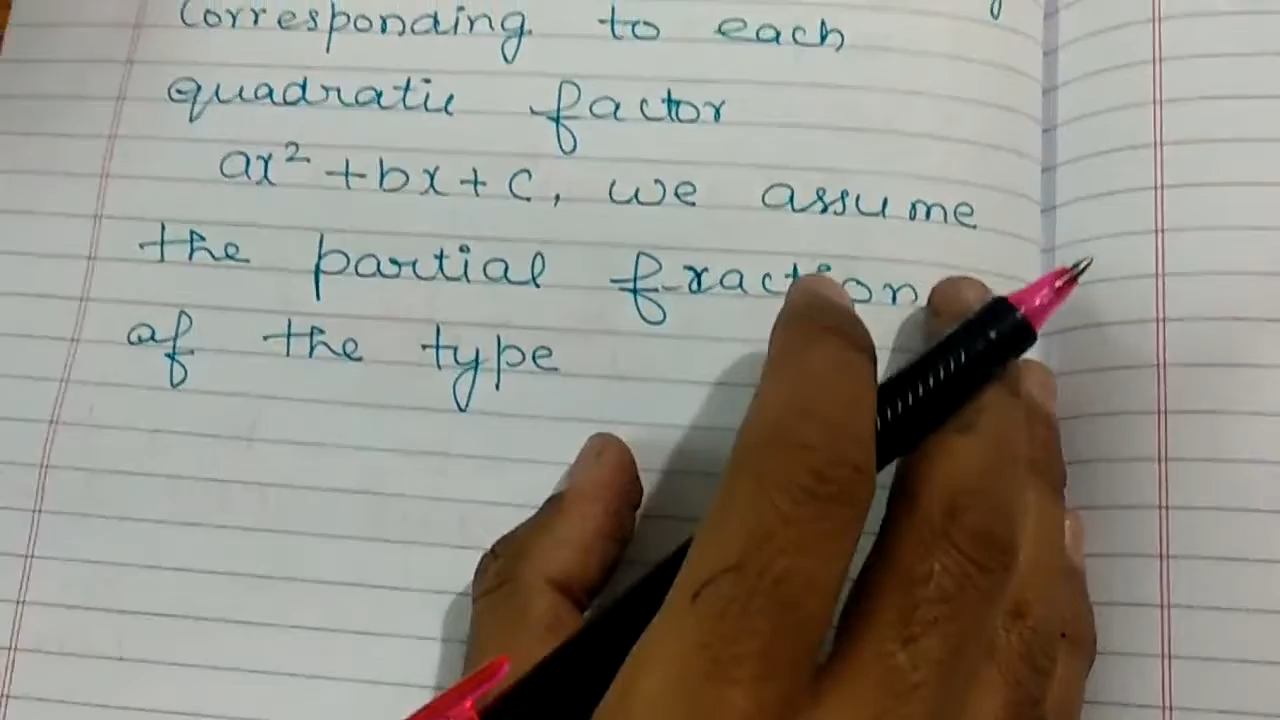 Corresponding to each
quadratic factor
ax² + bx + c, we assume
the partial fraction
of the type